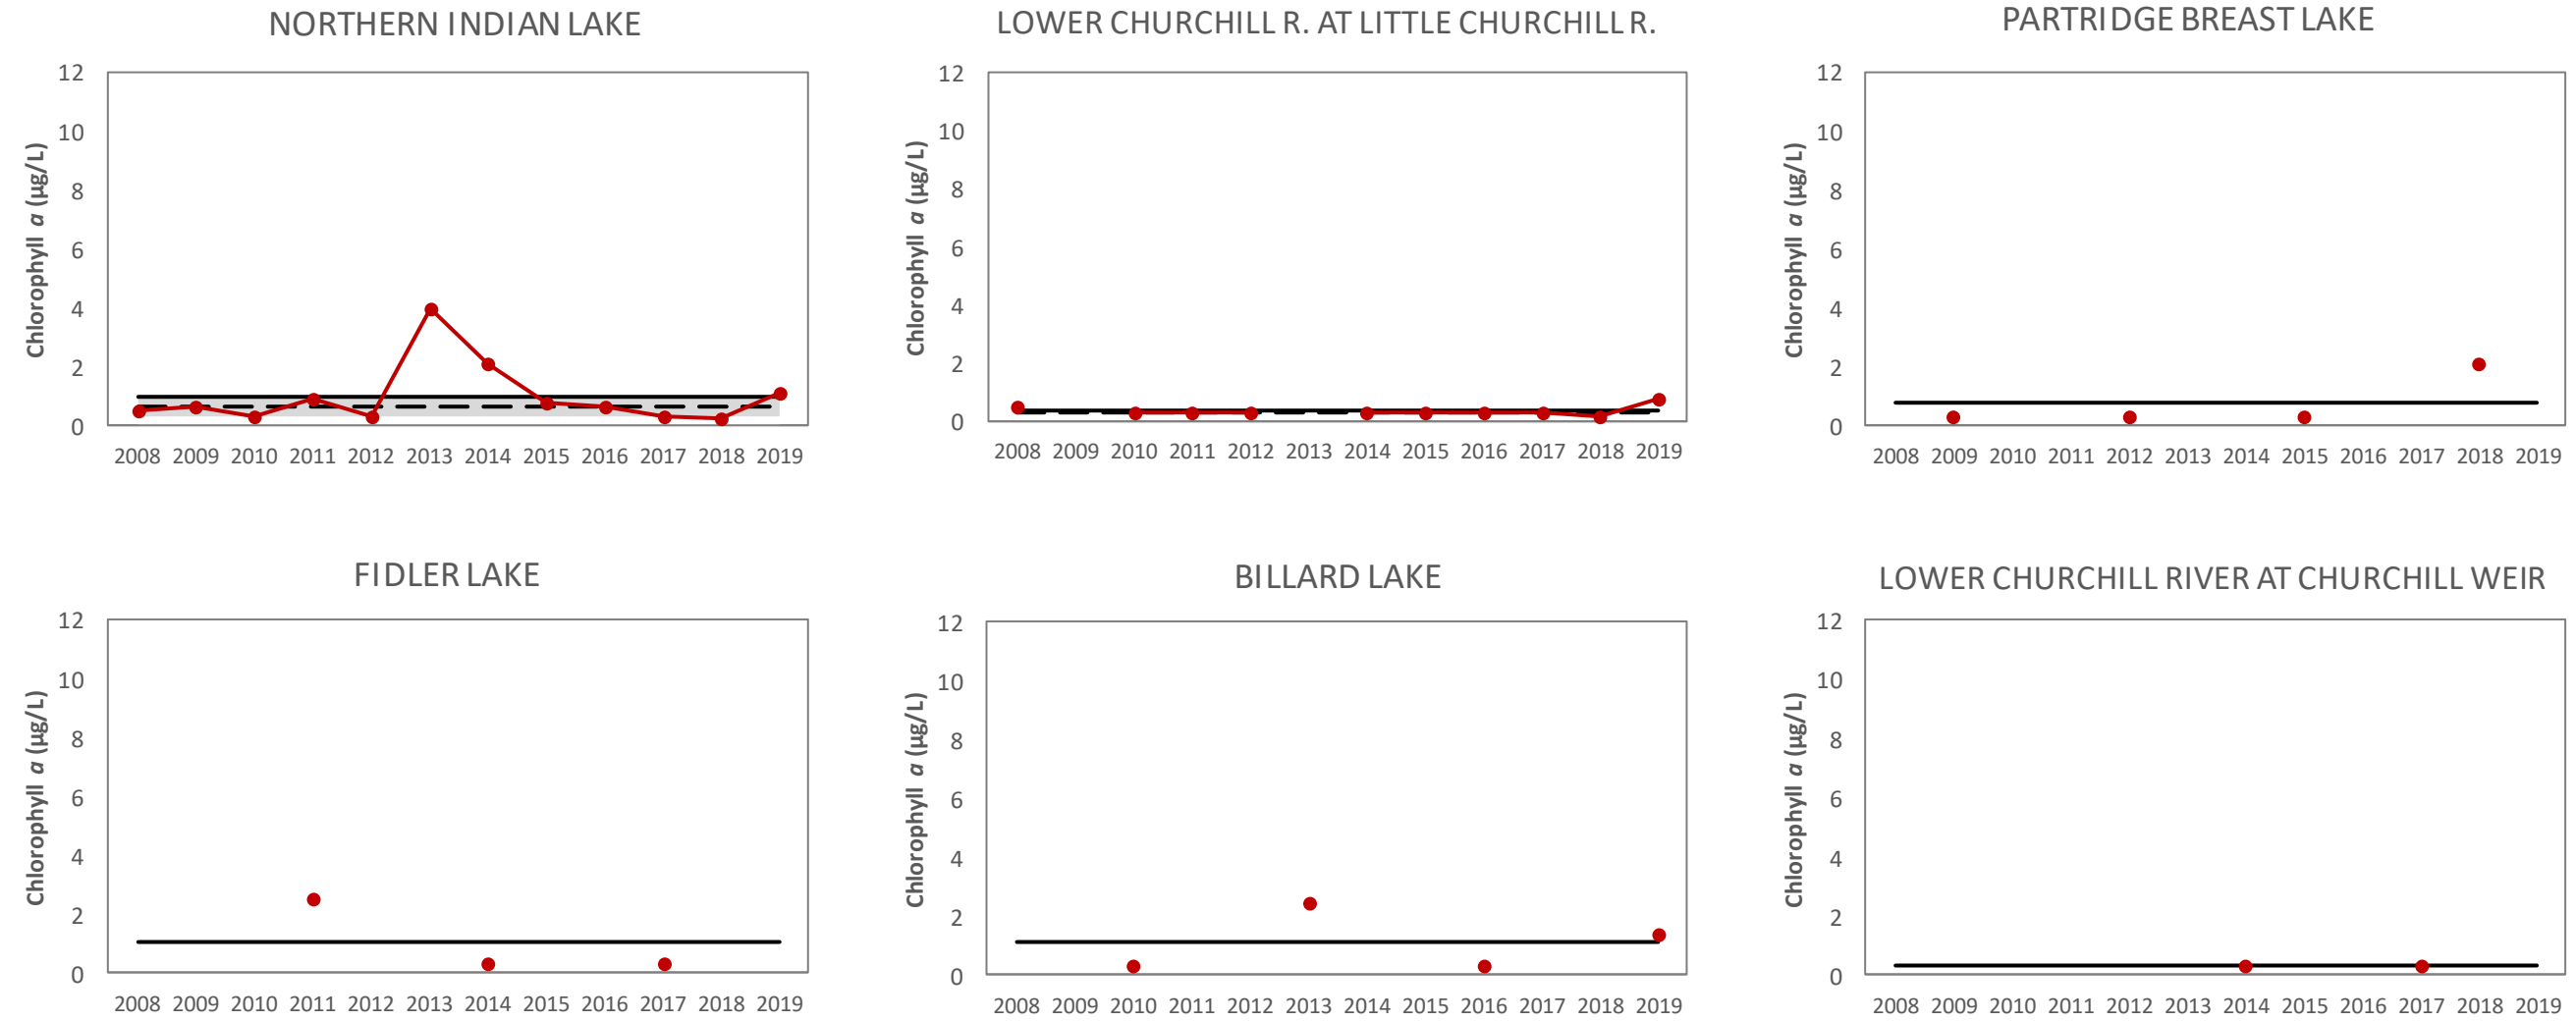 NORTHERN INDIAN LAKE
Chlorophyll a (µg/L)
12
10
8
6
4
2
0
2008 2009 2010 2011 2012 2013 2014 2015 2016 2017 2018 2019
LOWER CHURCHILL R. AT LITTLE CHURCHILL R.
Chlorophyll a (µg/L)
12
10
8
6
4
2
0
2008 2009 2010 2011 2012 2013 2014 2015 2016 2017 2018 2019
PARTRIDGE BREAST LAKE
Chlorophyll a (µg/L)
12
10
8
6
4
2
0
2008 2009 2010 2011 2012 2013 2014 2015 2016 2017 2018 2019
FIDLER LAKE
Chlorophyll a (µg/L)
12
10
8
6
4
2
0
2008 2009 2010 2011 2012 2013 2014 2015 2016 2017 2018 2019
BILLARD LAKE
Chlorophyll a (µg/L)
12
10
8
6
4
2
0
2008 2009 2010 2011 2012 2013 2014 2015 2016 2017 2018 2019
LOWER CHURCHILL RIVER AT CHURCHILL WEIR
Chlorophyll a (µg/L)
12
10
8
6
4
2
0
2008 2009 2010 2011 2012 2013 2014 2015 2016 2017 2018 2019